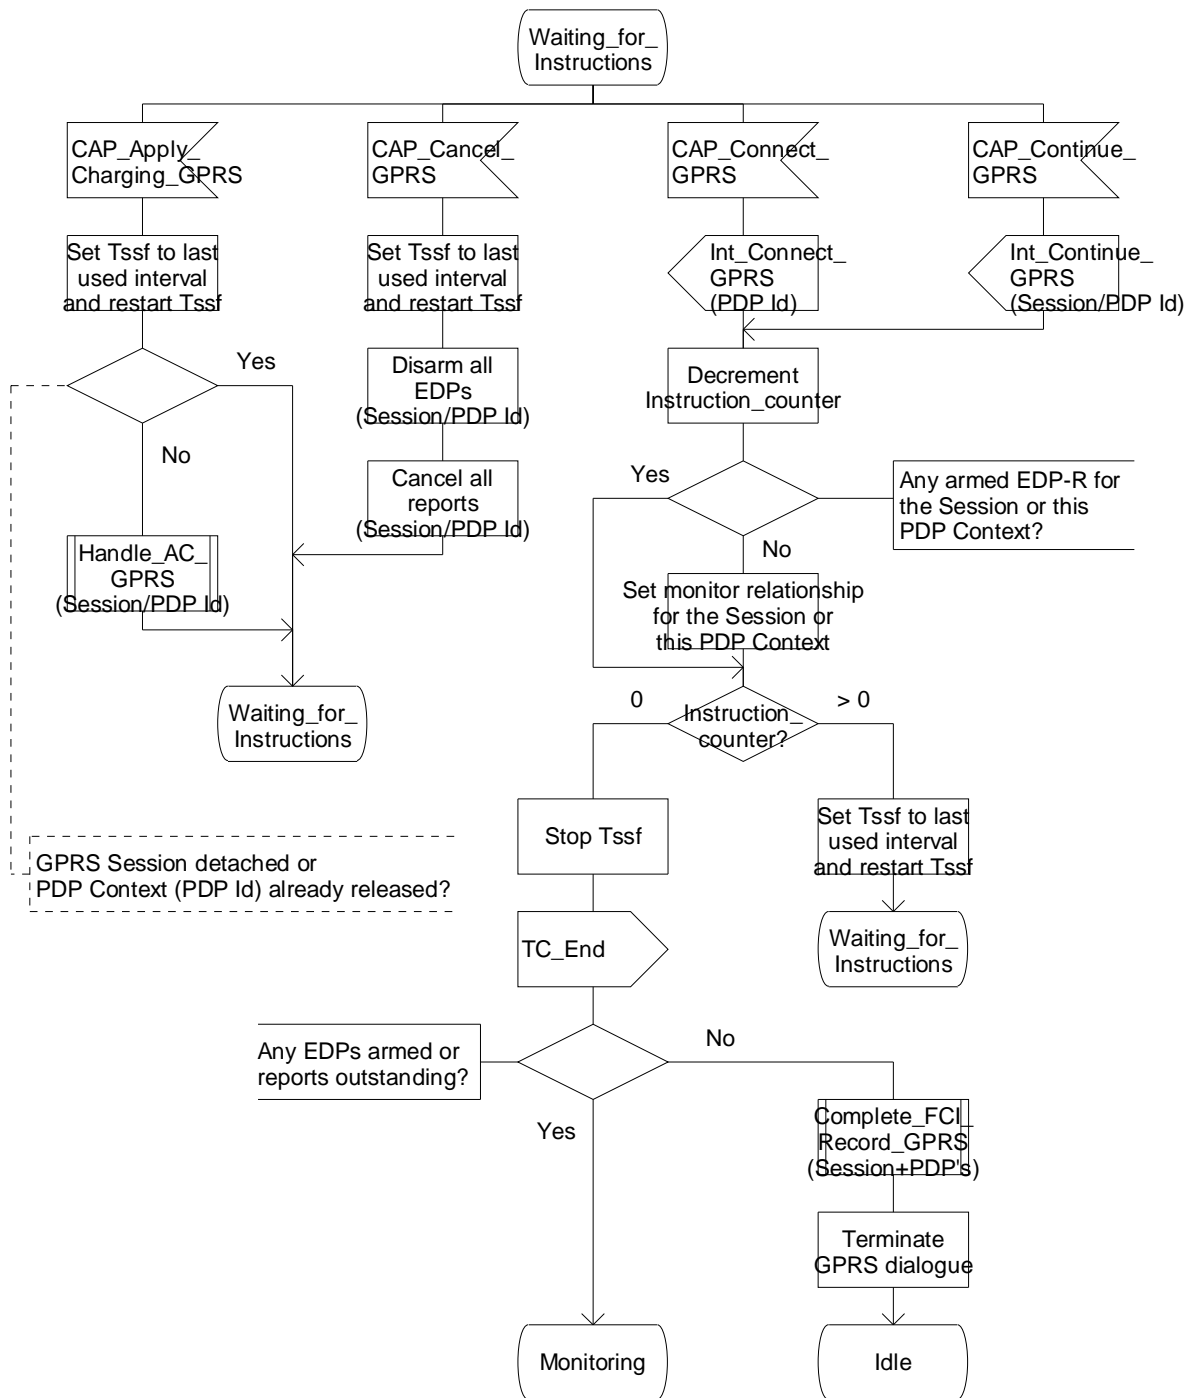 Waiting_for_
Instructions
CAP_Apply_
Charging_GPRS
CAP_Cancel_
GPRS
CAP_Connect_
GPRS
CAP_Continue_
GPRS
Set Tssf to last
used interval
and restart Tssf
Set Tssf to last
used interval
and restart Tssf
Int_Connect_
GPRS
(PDP Id)
Int_Continue_
GPRS
(Session/PDP Id)
Yes
No
Disarm all
EDPs
(Session/PDP Id)
Decrement
Instruction_counter
Cancel all
reports
(Session/PDP Id)
Yes
No
Any armed EDP-R for
the Session or this
PDP Context?
Handle_AC_
GPRS
(Session/PDP Id)
Set monitor relationship
for the Session or
this PDP Context
Waiting_for_
Instructions
0
Instruction_
counter?
> 0
GPRS Session detached or
PDP Context (PDP Id) already released?
Stop Tssf
Set Tssf to last
used interval
and restart Tssf
TC_End
Waiting_for_
Instructions
Any EDPs armed or
reports outstanding?
No
Yes
Complete_FCI_
Record_GPRS
(Session+PDP's)
Terminate
GPRS dialogue
Monitoring
Idle